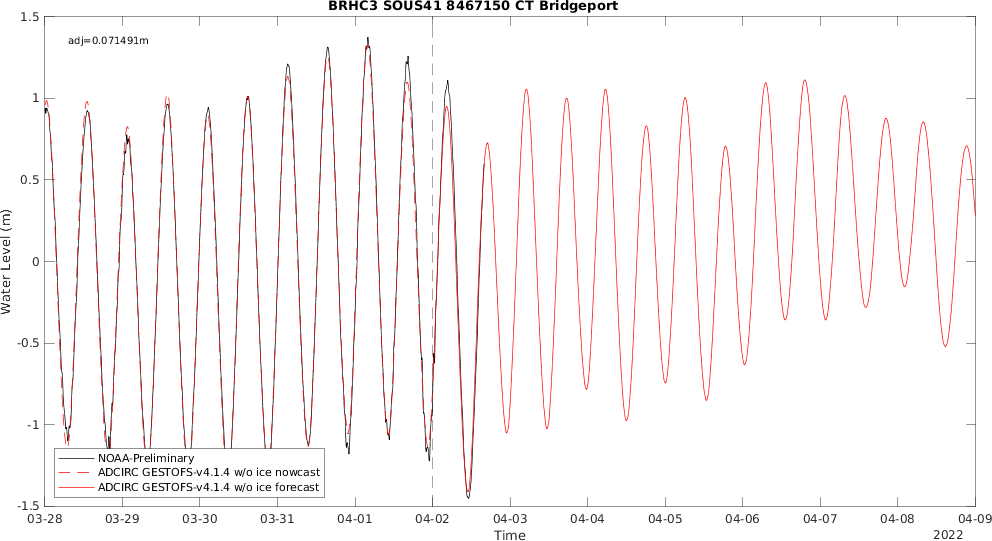 BRHC3 SOUS41 8467150 CT Bridgeport
adj=0.071491m
1.5
1
0.5
0
-0.5
-1
-1.5
Water Level (m)
NOAA-Preliminary
ADCIRC GESTOFS-v4.1.4 w/o ice nowcast
ADCIRC GESTOFS-v4.1.4 w/o ice forecast
03-28 03-29 03-30 03-31 04-01 04-02 04-03 04-04 04-05 04-06 04-07 04-08 04-09
Time
2022